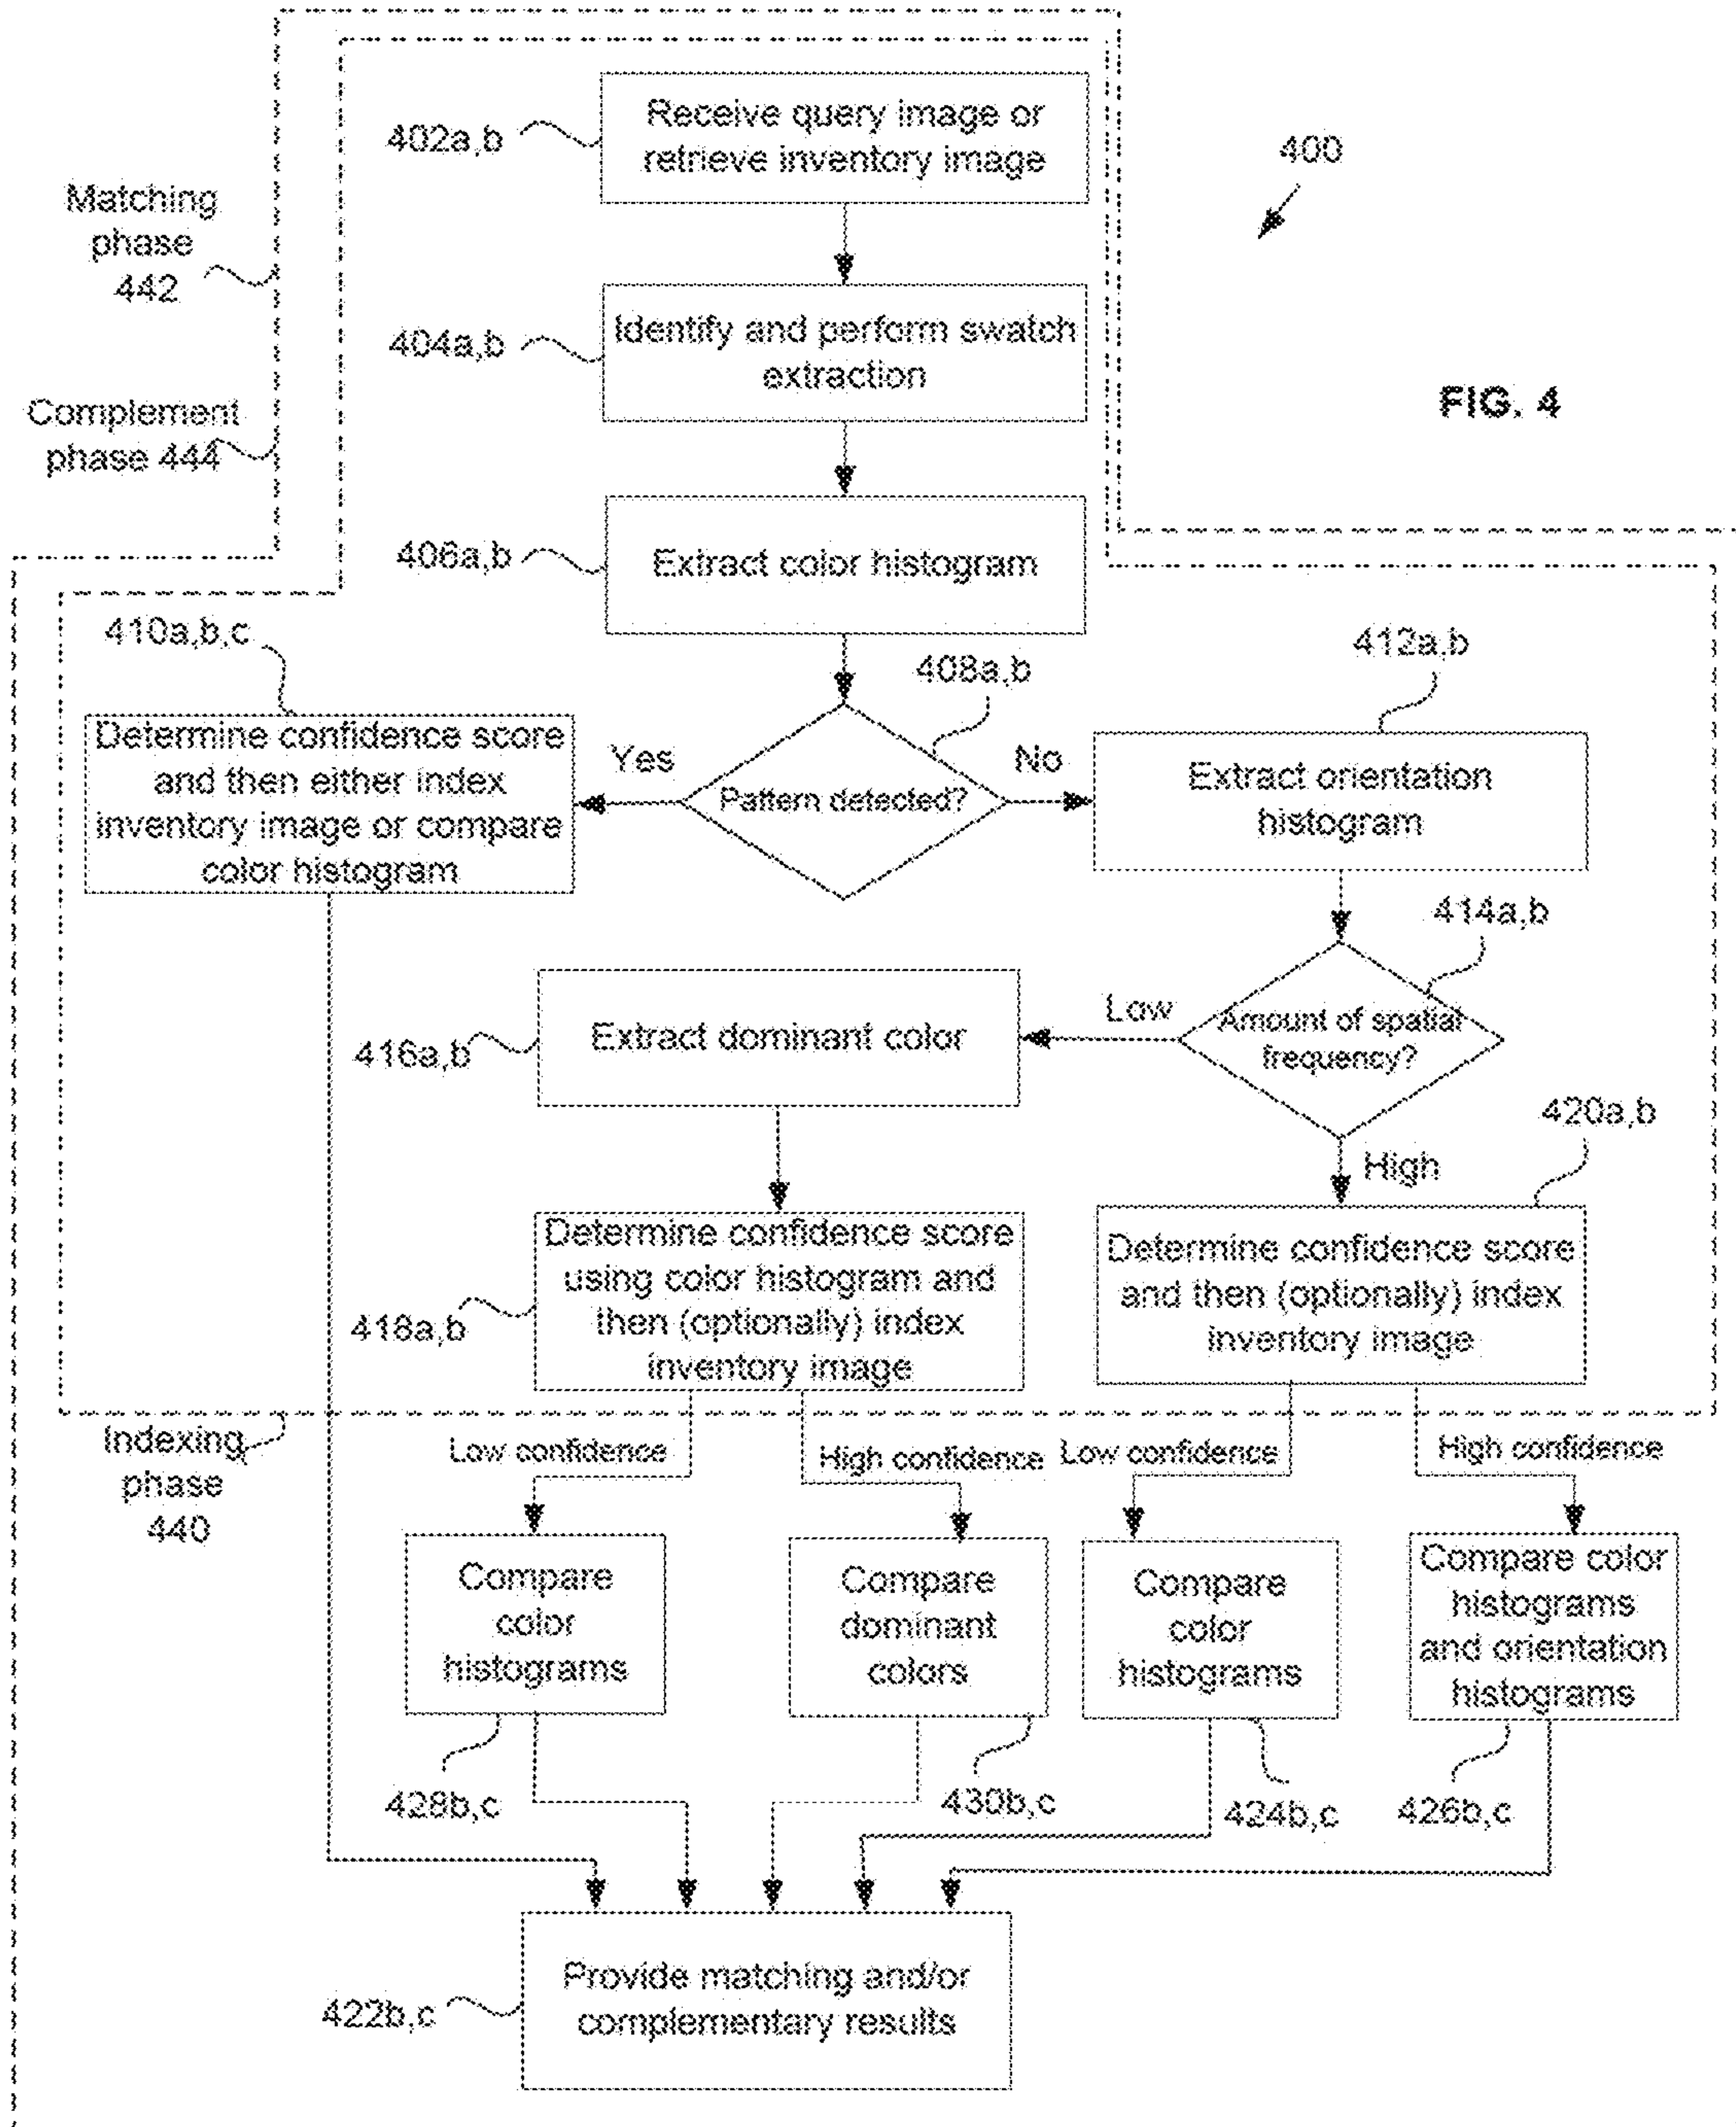 Receive query image or
retrieve inventory image
402a,b
400
Matching
phase
442
Identify and perform swatch
extraction
404a,b
FIG. 4
Complement
phase 444
Extract color histogram
406a,b
410a,b,c
408a,b
412a,b
Determine confidence score
and then either index
inventory image or compare
color histogram
Yes
Pattern detected?
No
Extract orientation
histogram
414a,b
Extract dominant color
416a,b
Low
Amount of spatial
frequency?
420a,b
High
Determine confidence score
using color histogram and
then (optionally) index
inventory image
418a,b
Determine confidence score
and then (optionally) index
inventory image
Indexing
phase
440
Low confidence
High confidence
Low confidence
High confidence
Compare
color
histograms
Compare
dominant
colors
Compare
color
histograms
Compare color
histograms
and orientation
histograms
428b,c
430b,c
424b,c
426b,c
Provide matching and/or
complementary results
422b,c